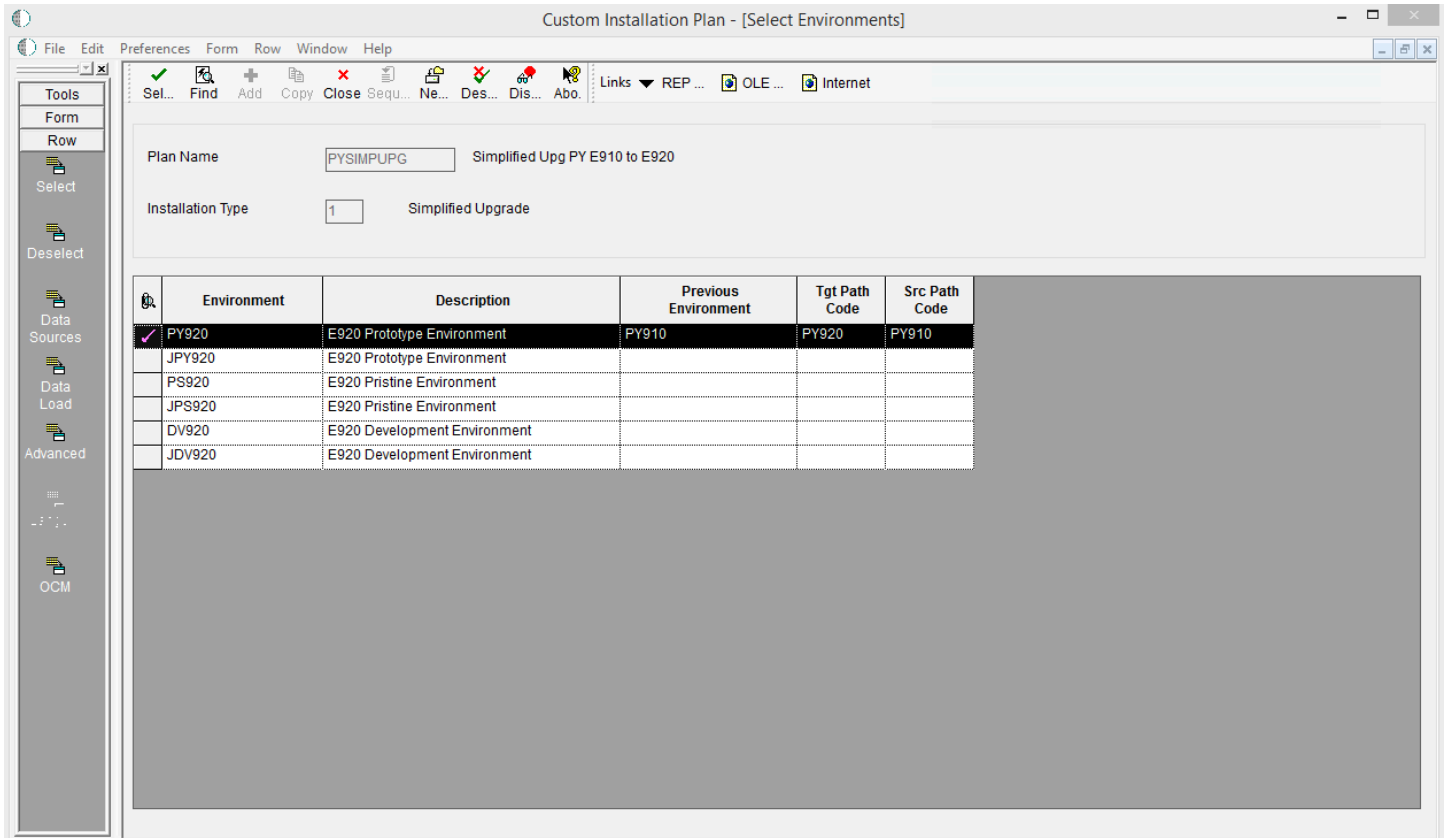 Custom Installation Plan - [Select Environments]
File Edit Preferences Form Row Window Help
Sel... Find Add Copy Close Sequ... Ne... Des... Dis... Abo. Links REP ... OLE ... Internet
Tools
Form
Row
Select
Deselect
Data
Sources
Data
Load
Advanced
OCM
Plan Name PYSIMPUPG Simplified Upg PY E910 to E920
Installation Type 1 Simplified Upgrade
Environment Description Previous Environment Tgt Path Code Src Path Code
PY920 E920 Prototype Environment PY910 PY920 PY910
JPY920 E920 Prototype Environment
PS920 E920 Pristine Environment
JPS920 E920 Pristine Environment
DV920 E920 Development Environment
JDV920 E920 Development Environment